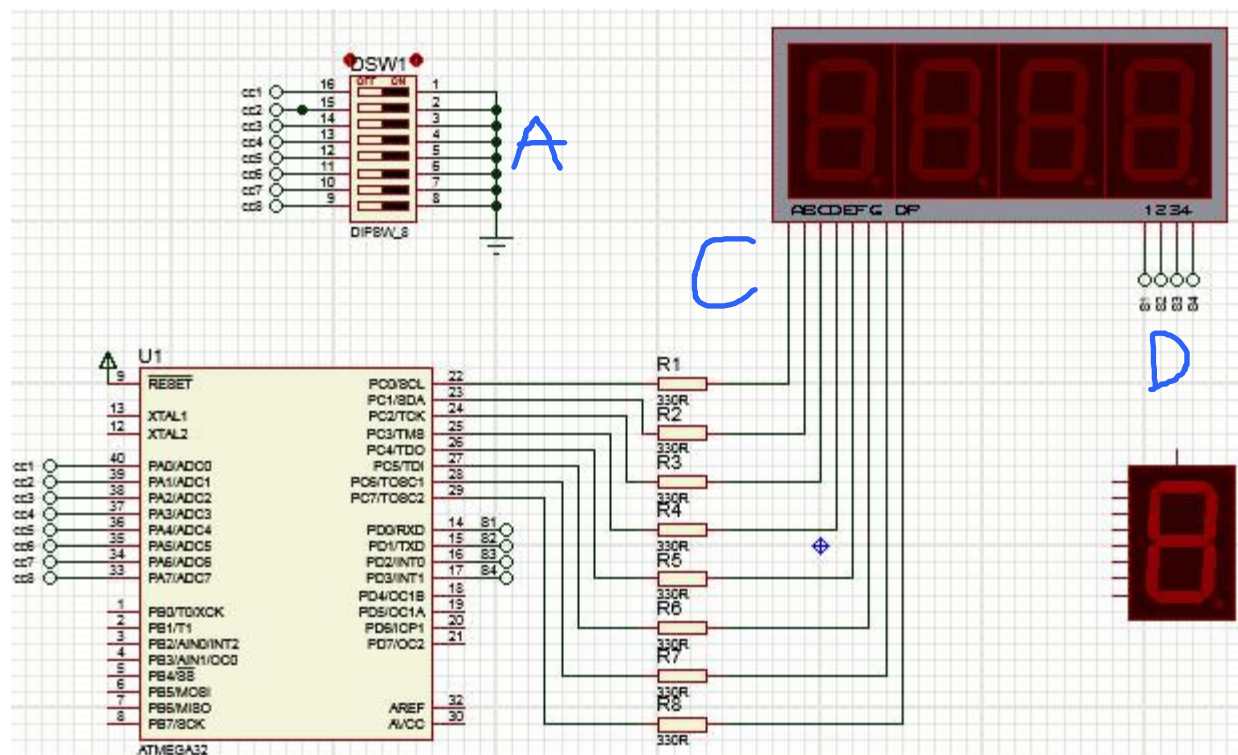 DSW1
OFF ON
cc1 16 1
cc2 15 2
cc3 14 3
cc4 13 4
cc5 12 5
cc6 11 6
cc7 10 7
cc8 9 8
DIPSW_8
A
ABCDEFG DP
1234
C
S1 S2 S3 S4
D
U1
9 RESET
13 XTAL1
12 XTAL2
cc1 40 PA0/ADC0
cc2 39 PA1/ADC1
cc3 38 PA2/ADC2
cc4 37 PA3/ADC3
cc5 36 PA4/ADC4
cc6 35 PA5/ADC5
cc7 34 PA6/ADC6
cc8 33 PA7/ADC7
1 PB0/T0/XCK
2 PB1/T1
3 PB2/AIN0/INT2
4 PB3/AIN1/OC0
5 PB4/SS
6 PB5/MOSI
7 PB6/MISO
8 PB7/SCK
PC0/SCL 22
PC1/SDA 23
PC2/TCK 24
PC3/TMS 25
PC4/TDO 26
PC5/TDI 27
PC6/TOSC1 28
PC7/TOSC2 29
PD0/RXD 14 S1
PD1/TXD 15 S2
PD2/INT0 16 S3
PD3/INT1 17 S4
PD4/OC1B 18
PD5/OC1A 19
PD6/ICP1 20
PD7/OC2 21
AREF 32
AVCC 30
ATMEGA32
R1
330R
R2
330R
R3
330R
R4
330R
R5
330R
R6
330R
R7
330R
R8
330R